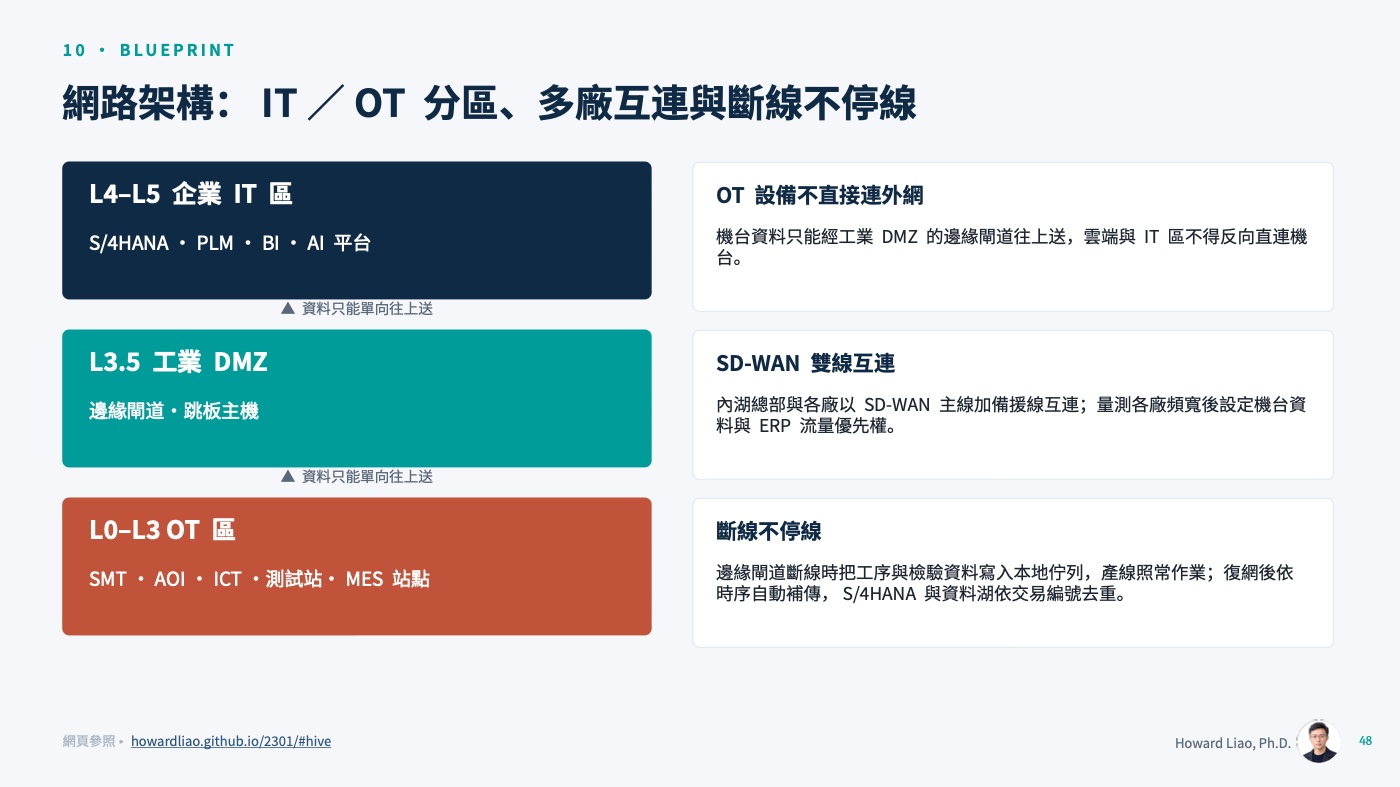 10 • BLUEPRINT
網路架構： IT ／ OT 分區、多廠互連與斷線不停線
L4–L5 企業 IT 區
S/4HANA • PLM • BI • AI 平台
▲ 資料只能單向往上送
L3.5 工業 DMZ
邊緣閘道 • 跳板主機
▲ 資料只能單向往上送
L0–L3 OT 區
SMT • AOI • ICT • 測試站 • MES 站點
OT 設備不直接連外網
機台資料只能經工業 DMZ 的邊緣閘道往上送，雲端與 IT 區不得反向直連機
台。
SD-WAN 雙線互連
內湖總部與各廠以 SD-WAN 主線加備援線互連；量測各廠頻寬後設定機台資
料與 ERP 流量優先權。
斷線不停線
邊緣閘道斷線時把工序與檢驗資料寫入本地佇列，產線照常作業；復網後依
時序自動補傳， S/4HANA 與資料湖依交易編號去重。
網頁參照 ▸ howardliao.github.io/2301/#hive
Howard Liao, Ph.D.
48